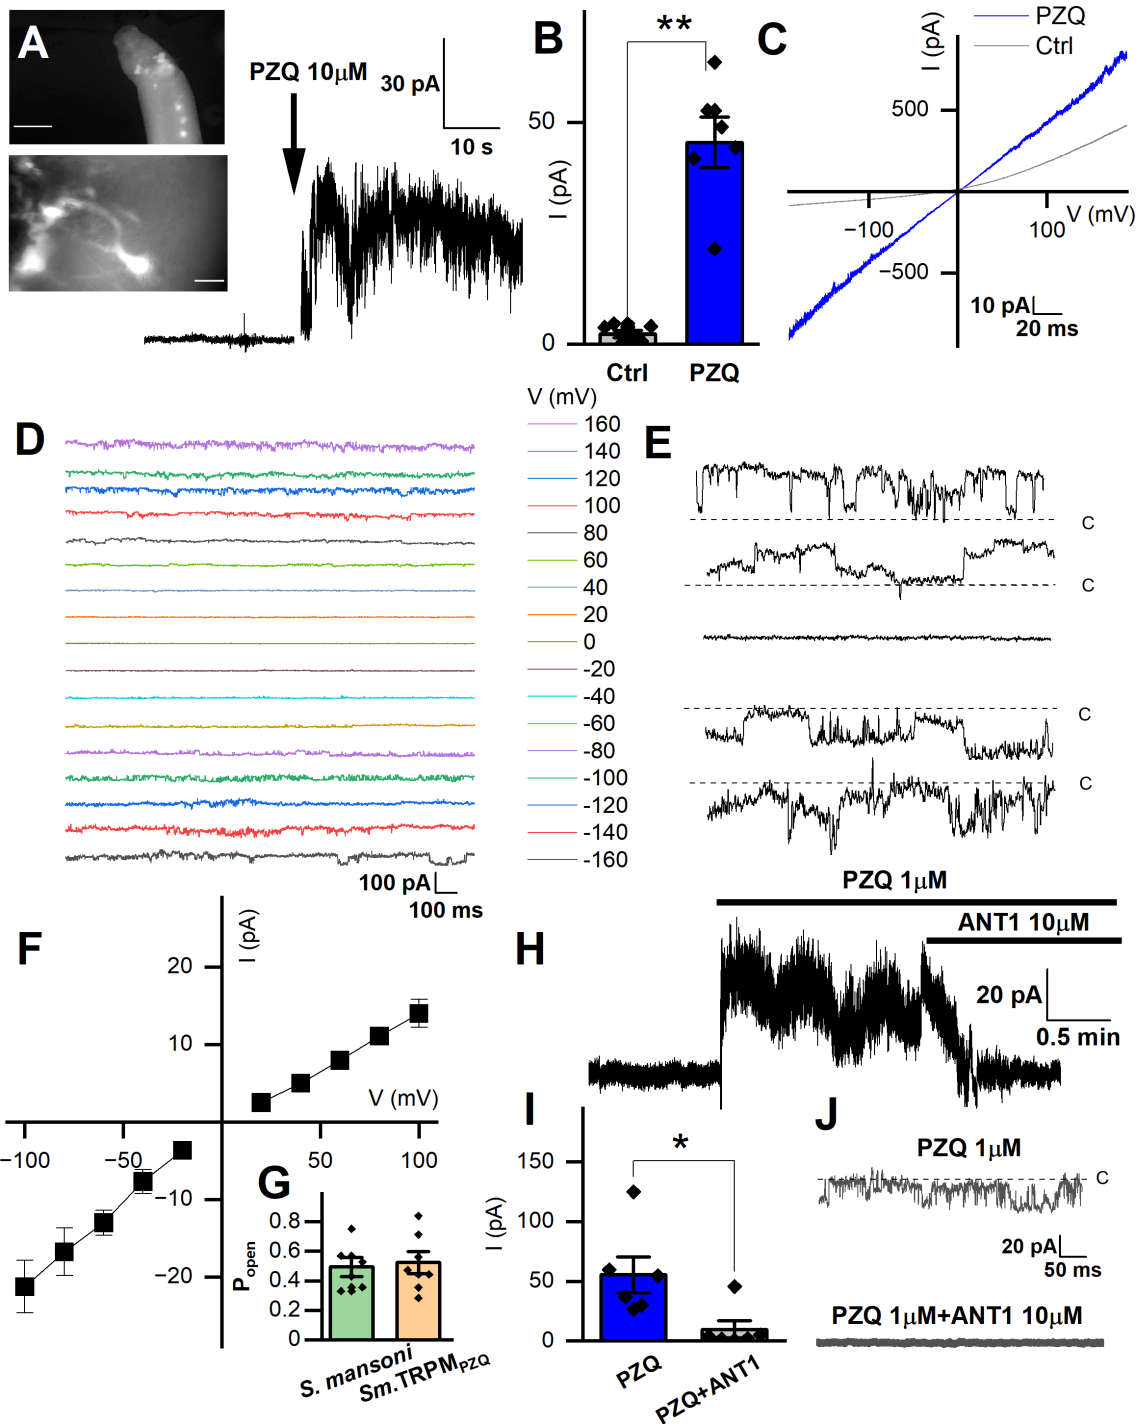 A
PZQ 10μM
30 pA
10 s
B
**
50
I (pA)
0
Ctrl
PZQ
C
PZQ
Ctrl
I (pA)
500
V (mV)
−100
100
−500
10 pA
20 ms
D
V (mV)
160
140
120
100
80
60
40
20
0
-20
-40
-60
-80
-100
-120
-140
-160
100 pA
100 ms
E
C
C
C
C
F
I (pA)
20
10
V (mV)
−100
−50
50
100
−10
−20
G
0.8
0.6
0.4
0.2
0
Popen
S. mansoni
Sm.TRPMPZQ
H
PZQ 1μM
ANT1 10μM
20 pA
0.5 min
I
*
150
100
50
0
I (pA)
PZQ
PZQ+ANT1
J
PZQ 1μM
C
20 pA
50 ms
PZQ 1μM+ANT1 10μM